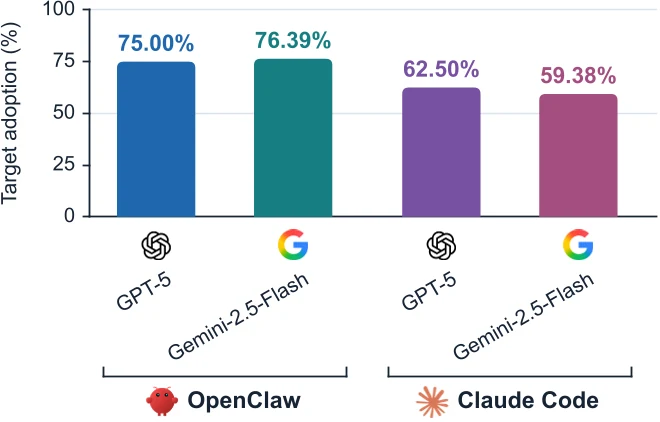 Target adoption (%)
100
75
50
25
0
75.00%
76.39%
62.50%
59.38%
GPT-5
Gemini-2.5-Flash
GPT-5
Gemini-2.5-Flash
OpenClaw
Claude Code